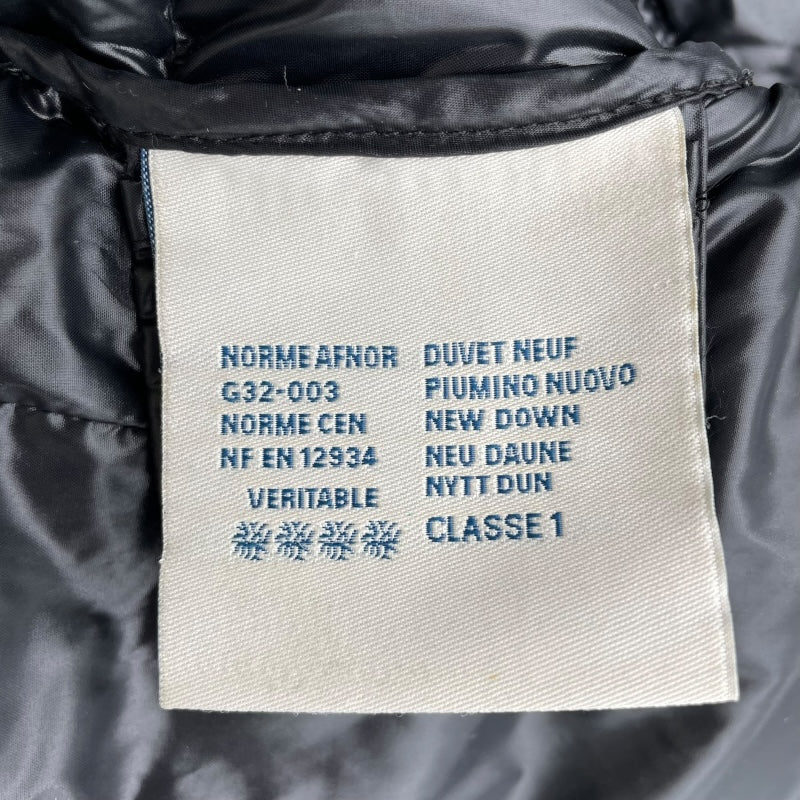 NORME AFNOR
G32-003
NORME CEN
NF EN 12934
VERITABLE
DUVET NEUF
PIUMINO NUOVO
NEW DOWN
NEU DAUNE
NYTT DUN
CLASSE 1